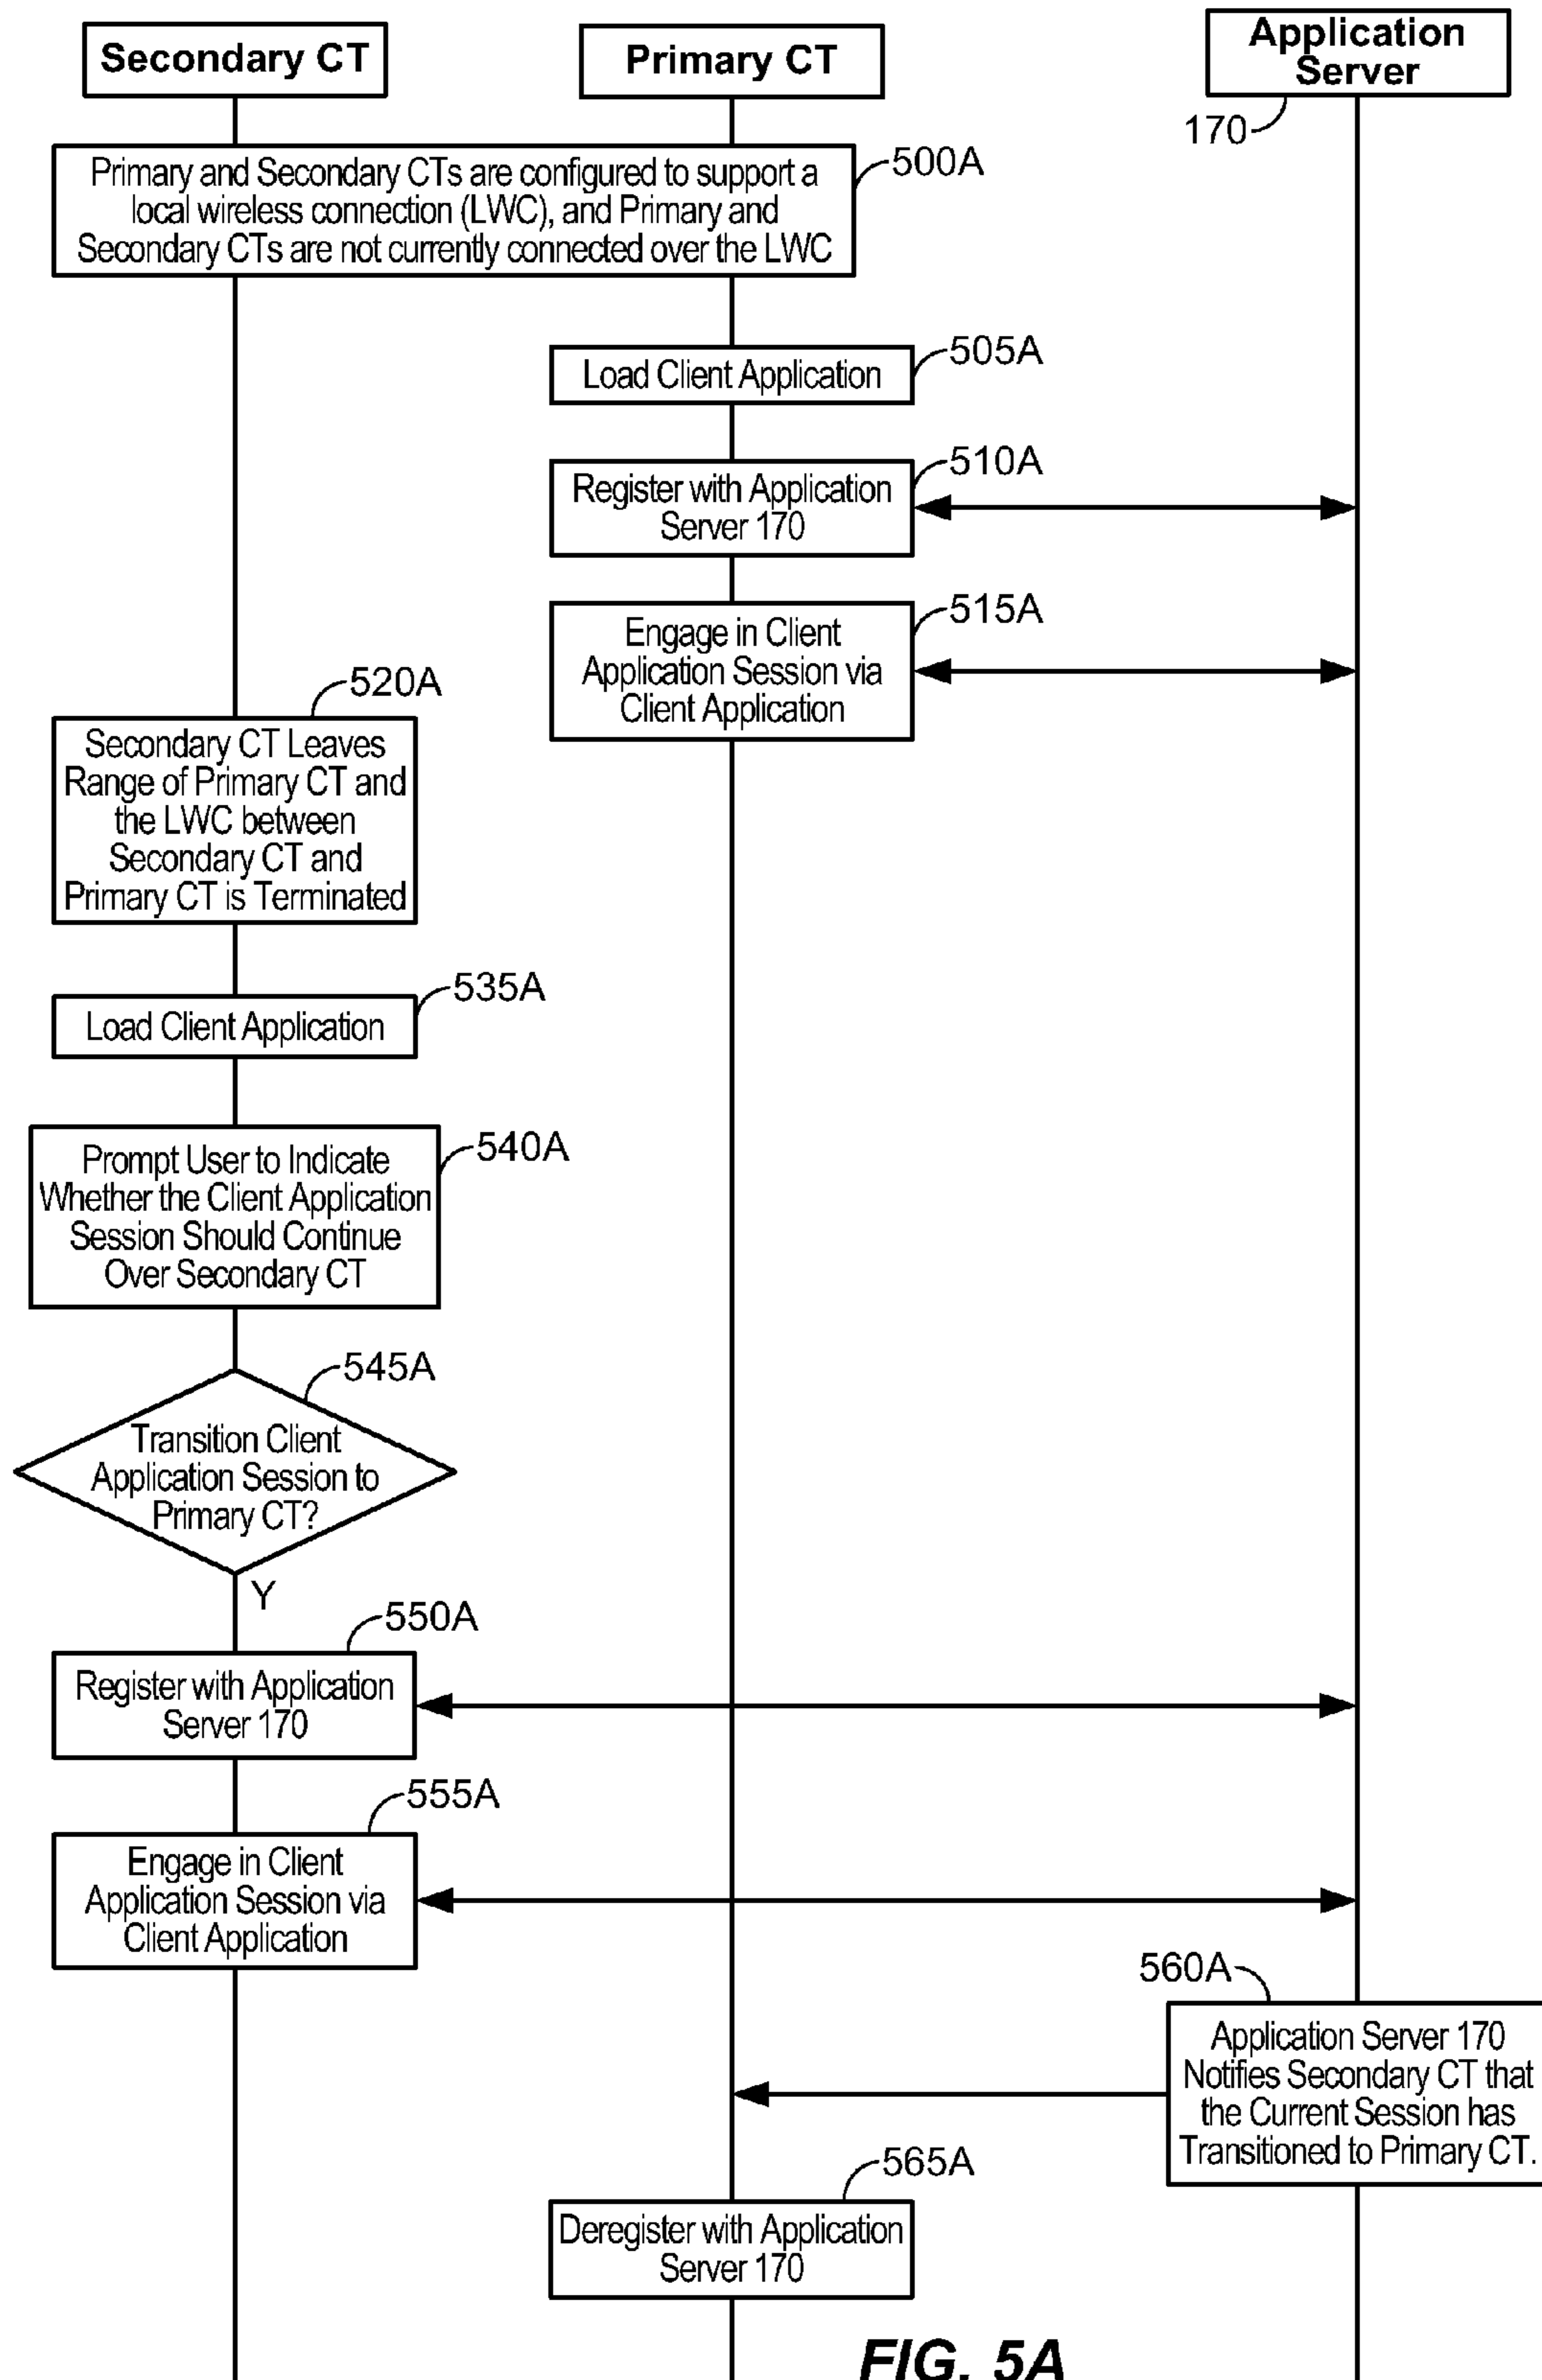 Secondary CT
Primary CT
Application
Server
170
Primary and Secondary CTs are configured to support a
local wireless connection (LWC), and Primary and
Secondary CTs are not currently connected over the LWC
500A
Load Client Application
505A
Register with Application
Server 170
510A
Engage in Client
Application Session via
Client Application
515A
520A
Secondary CT Leaves
Range of Primary CT and
the LWC between
Secondary CT and
Primary CT is Terminated
535A
Load Client Application
540A
Prompt User to Indicate
Whether the Client Application
Session Should Continue
Over Secondary CT
545A
Transition Client
Application Session to
Primary CT?
Y
550A
Register with Application
Server 170
555A
Engage in Client
Application Session via
Client Application
560A
Application Server 170
Notifies Secondary CT that
the Current Session has
Transitioned to Primary CT.
565A
Deregister with Application
Server 170
FIG. 5A